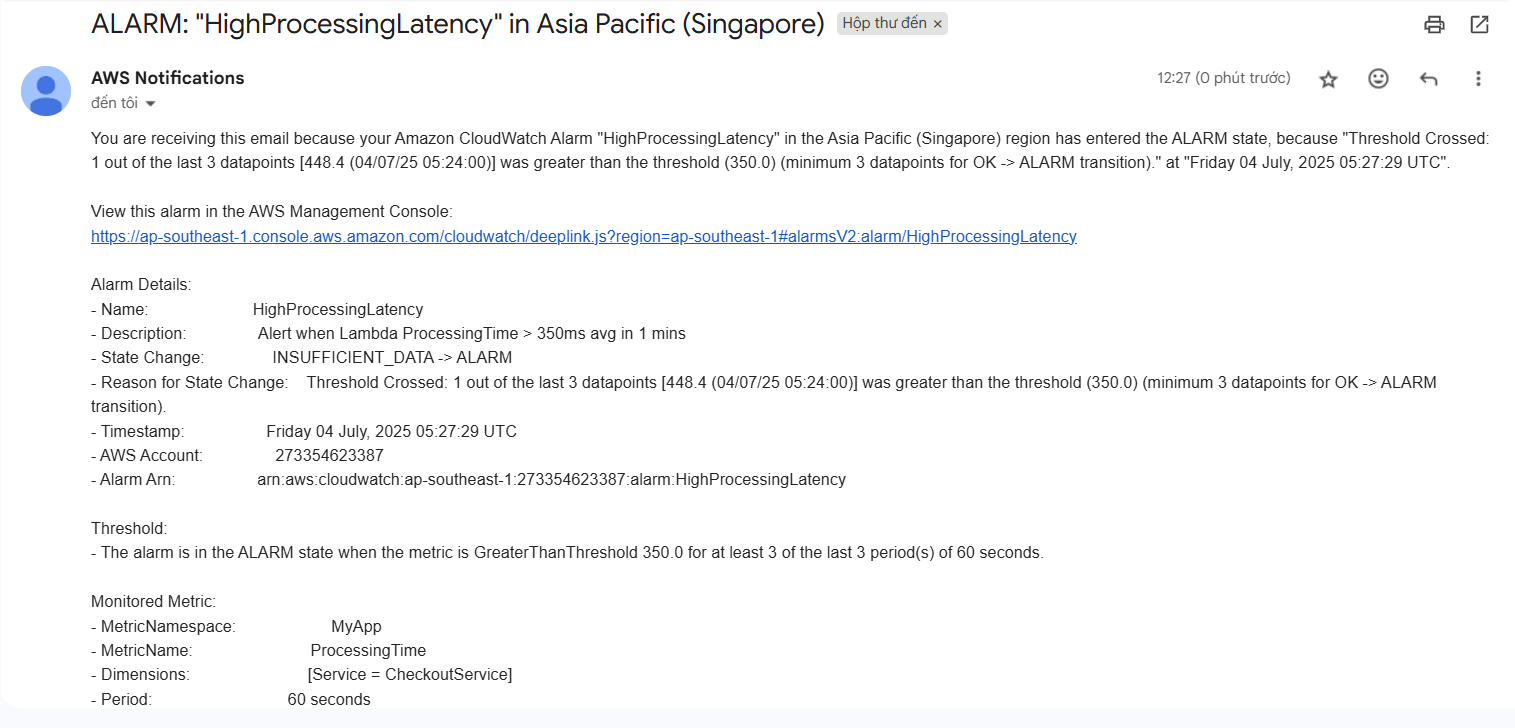 ALARM: "HighProcessingLatency" in Asia Pacific (Singapore) Hộp thư đến ×
AWS Notifications
12:27 (0 phút trước)
đến tôi
You are receiving this email because your Amazon CloudWatch Alarm "HighProcessingLatency" in the Asia Pacific (Singapore) region has entered the ALARM state, because "Threshold Crossed:
1 out of the last 3 datapoints [448.4 (04/07/25 05:24:00)] was greater than the threshold (350.0) (minimum 3 datapoints for OK -> ALARM transition)." at "Friday 04 July, 2025 05:27:29 UTC".
View this alarm in the AWS Management Console:
https://ap-southeast-1.console.aws.amazon.com/cloudwatch/deeplink.js?region=ap-southeast-1#alarmsV2:alarm/HighProcessingLatency
Alarm Details:
- Name: HighProcessingLatency
- Description: Alert when Lambda ProcessingTime > 350ms avg in 1 mins
- State Change: INSUFFICIENT_DATA -> ALARM
- Reason for State Change: Threshold Crossed: 1 out of the last 3 datapoints [448.4 (04/07/25 05:24:00)] was greater than the threshold (350.0) (minimum 3 datapoints for OK -> ALARM
transition).
- Timestamp: Friday 04 July, 2025 05:27:29 UTC
- AWS Account: 273354623387
- Alarm Arn: arn:aws:cloudwatch:ap-southeast-1:273354623387:alarm:HighProcessingLatency
Threshold:
- The alarm is in the ALARM state when the metric is GreaterThanThreshold 350.0 for at least 3 of the last 3 period(s) of 60 seconds.
Monitored Metric:
- MetricNamespace: MyApp
- MetricName: ProcessingTime
- Dimensions: [Service = CheckoutService]
- Period: 60 seconds